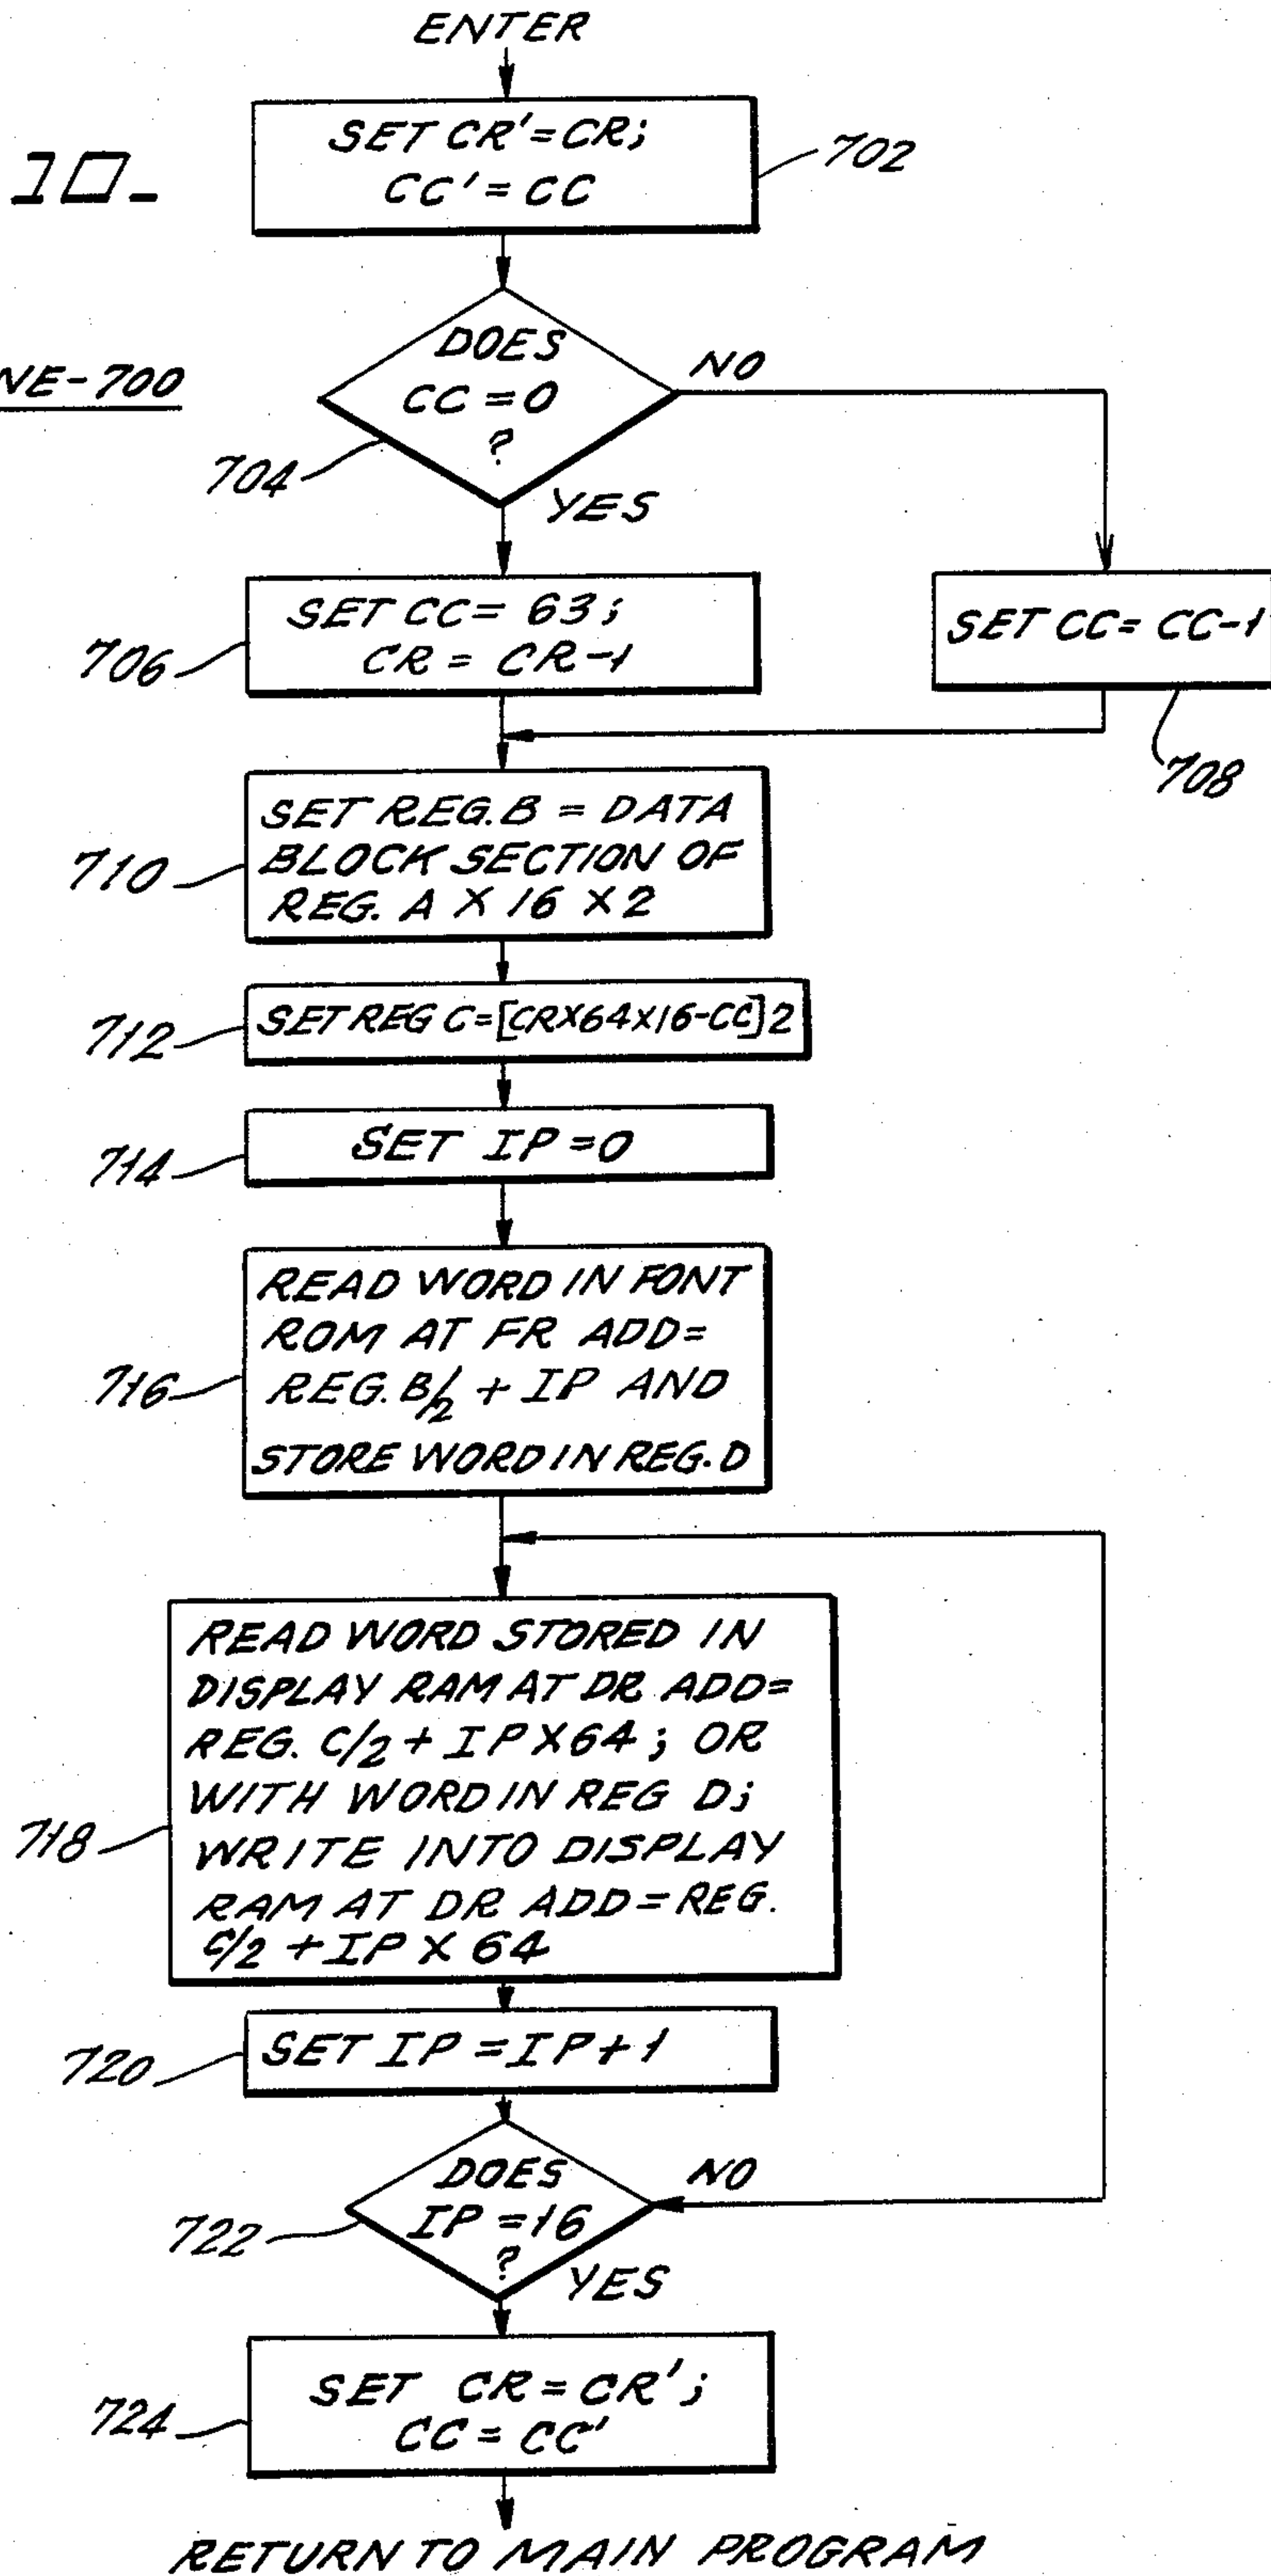 ENTER
10-
SET CR'=CR;
CC'=CC
702
NE-700
DOES
CC=0
?
NO
704
YES
SET CC= 63;
CR = CR-1
706
SET CC= CC-1
708
SET REG.B = DATA
BLOCK SECTION OF
REG. A X 16 X 2
710
SET REG C=[CRX64X16-CC]2
712
SET IP=0
714
READ WORD IN FONT
ROM AT FR ADD=
REG.B/2 + IP AND
STORE WORD IN REG.D
716
READ WORD STORED IN
DISPLAY RAM AT DR ADD=
REG. C/2 + IPX64; OR
WITH WORD IN REG D;
WRITE INTO DISPLAY
RAM AT DR ADD=REG.
C/2 + IP X 64
718
SET IP=IP+1
720
DOES
IP=16
?
NO
722
YES
SET CR=CR';
CC=CC'
724
RETURN TO MAIN PROGRAM